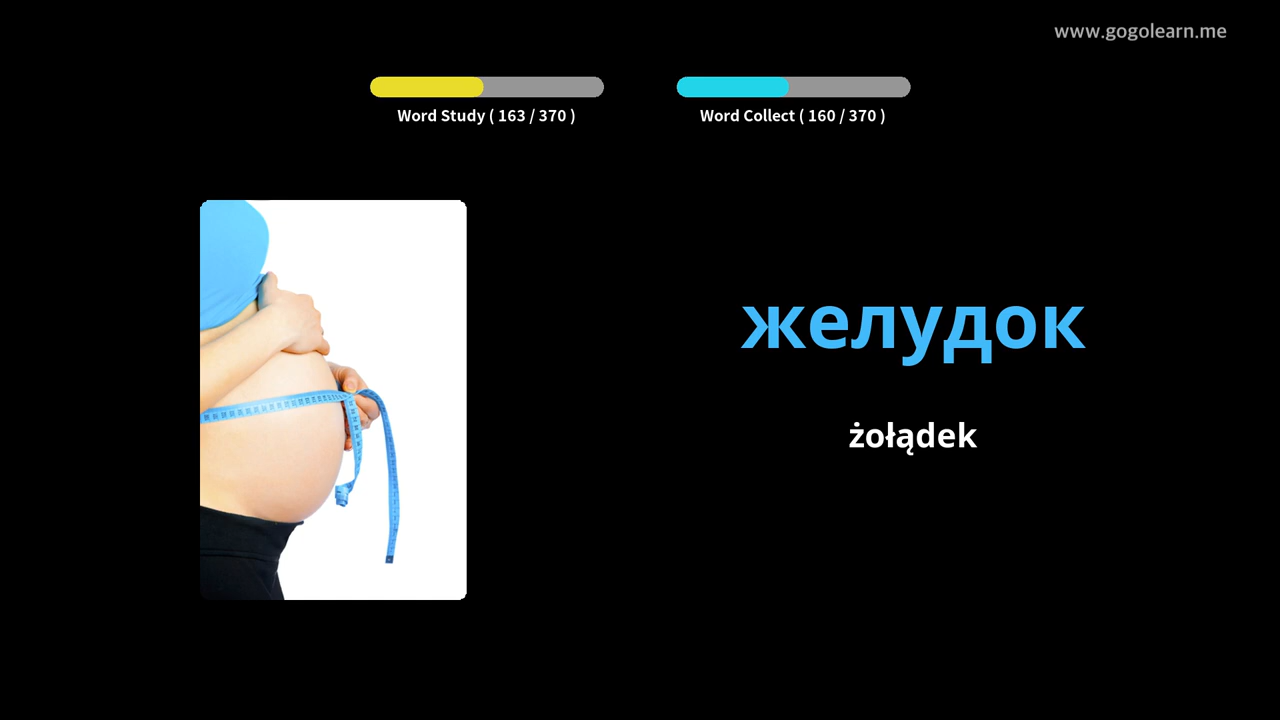 www.gogolearn.me
Word Study ( 163 / 370 )
Word Collect ( 160 / 370 )
желудок
żołądek